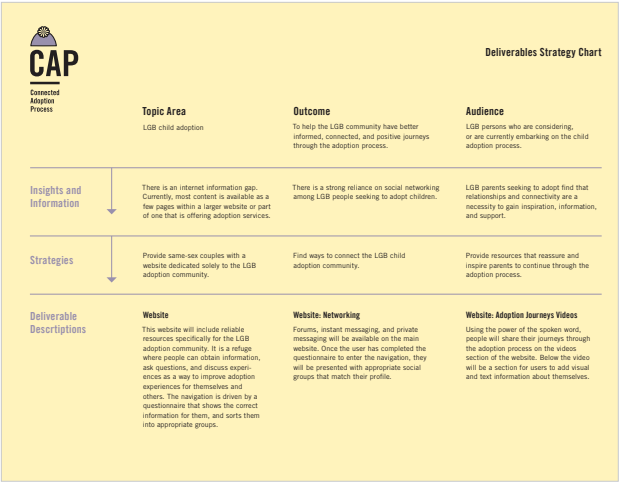 CAP
Connected
Adoption
Process
Deliverables Strategy Chart
Topic Area
LGB child adoption
Outcome
To help the LGB community have better
informed, connected, and positive journeys
through the adoption process.
Audience
LGB persons who are considering,
or are currently embarking on the child
adoption process.
Insights and
Information
There is an internet information gap.
Currently, most content is available as a
few pages within a larger website or part
of one that is offering adoption services.
There is a strong reliance on social networking
among LGB people seeking to adopt children.
LGB parents seeking to adopt find that
relationships and connectivity are a
necessity to gain inspiration, information,
and support.
Strategies
Provide same-sex couples with a
website dedicated solely to the LGB
adoption community.
Find ways to connect the LGB child
adoption community.
Provide resources that reassure and
inspire parents to continue through the
adoption process.
Deliverable
Descrtiptions
Website
This website will include reliable
resources specifically for the LGB
adoption community. It is a refuge
where people can obtain information,
ask questions, and discuss experi-
ences as a way to improve adoption
experiences for themselves and
others. The navigation is driven by a
questionnaire that shows the correct
information for them, and sorts them
into appropriate groups.
Website: Networking
Forums, instant messaging, and private
messaging will be available on the main
website. Once the user has completed the
questionnaire to enter the navigation, they
will be presented with appropriate social
groups that match their profile.
Website: Adoption Journeys Videos
Using the power of the spoken word,
people will share their journeys through
the adoption process on the videos
section of the website. Below the video
will be a section for users to add visual
and text information about themselves.